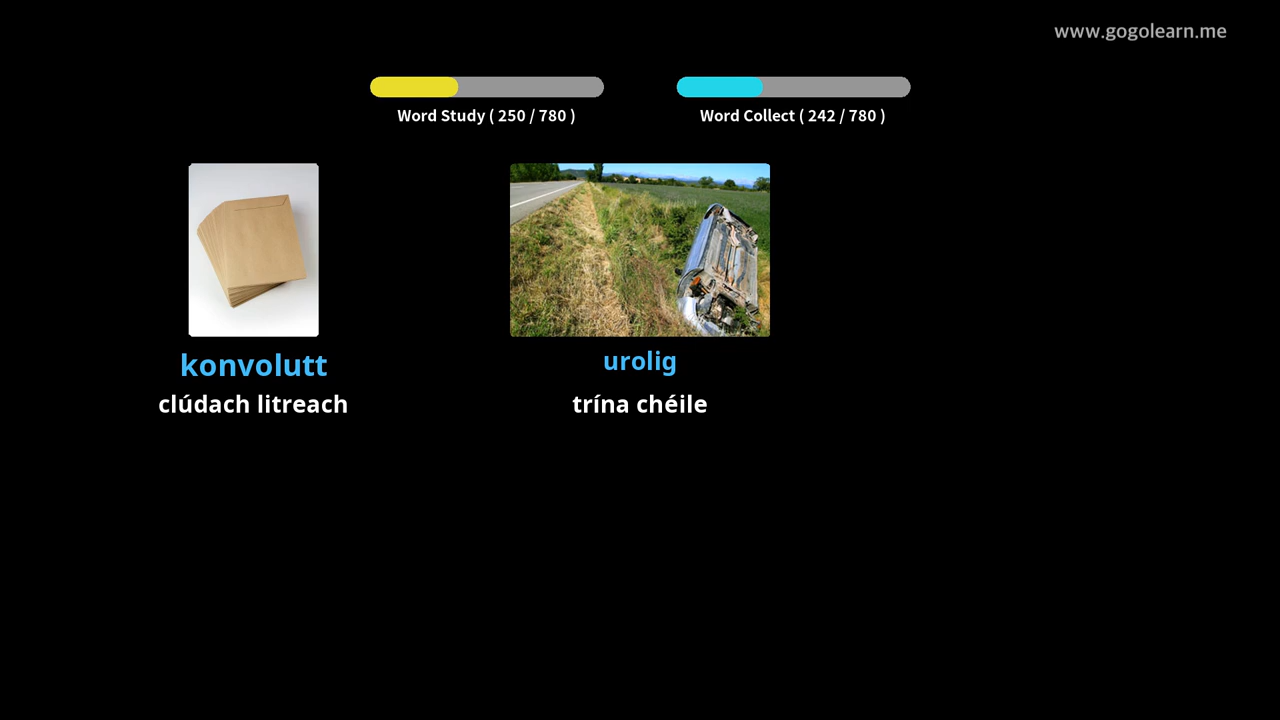 www.gogolearn.me
Word Study ( 250 / 780 )
Word Collect ( 242 / 780 )
konvolutt
clúdach litreach
urolig
trína chéile